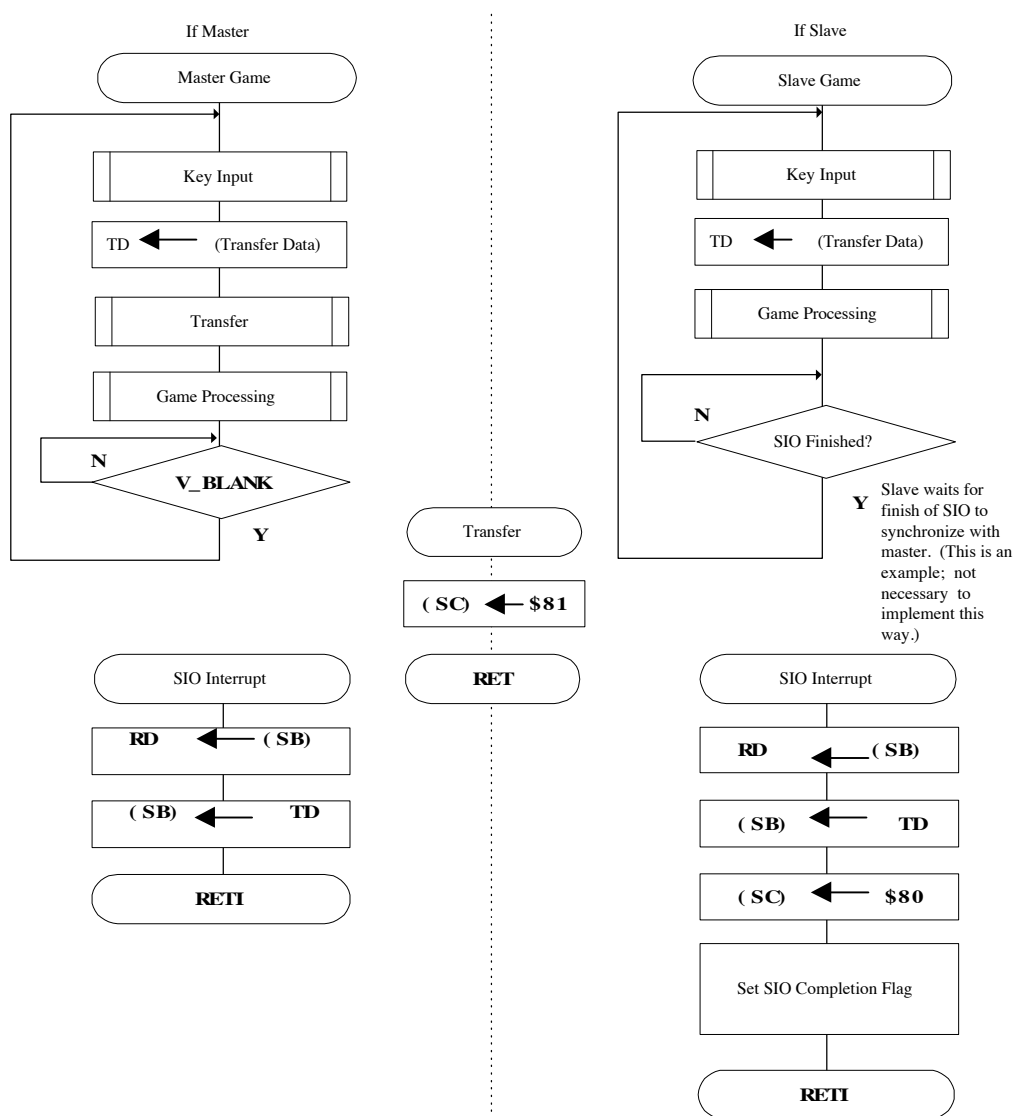 If Master
Master Game
Key Input
TD (Transfer Data)
Transfer
Game Processing
N
V_BLANK
Y
Transfer
( SC) $81
RET
SIO Interrupt
RD ( SB)
( SB) TD
RETI
If Slave
Slave Game
Key Input
TD (Transfer Data)
Game Processing
N
SIO Finished?
Y
Slave waits for
finish of SIO to
synchronize with
master. (This is an
example; not
necessary to
implement this
way.)
SIO Interrupt
RD ( SB)
( SB) TD
( SC) $80
Set SIO Completion Flag
RETI